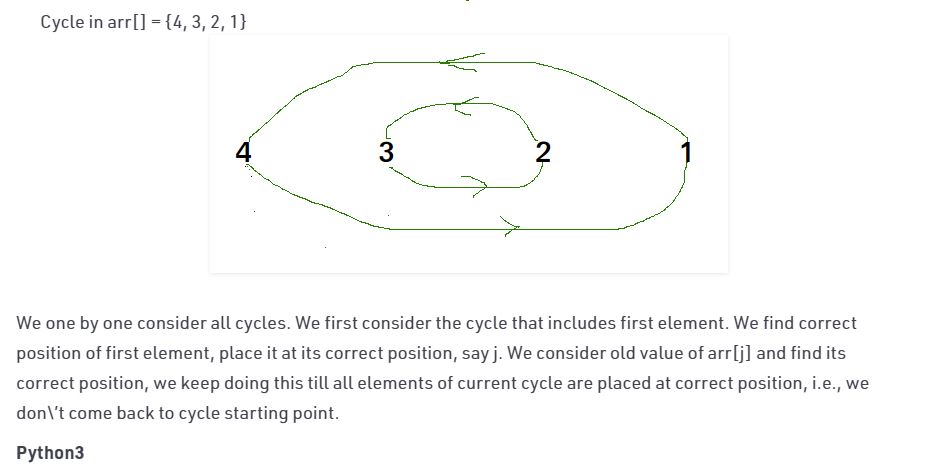 Cycle in arr[] = {4, 3, 2, 1}
4 3 2 1
We one by one consider all cycles. We first consider the cycle that includes first element. We find correct
position of first element, place it at its correct position, say j. We consider old value of arr[j] and find its
correct position, we keep doing this till all elements of current cycle are placed at correct position, i.e., we
don\'t come back to cycle starting point.
Python3